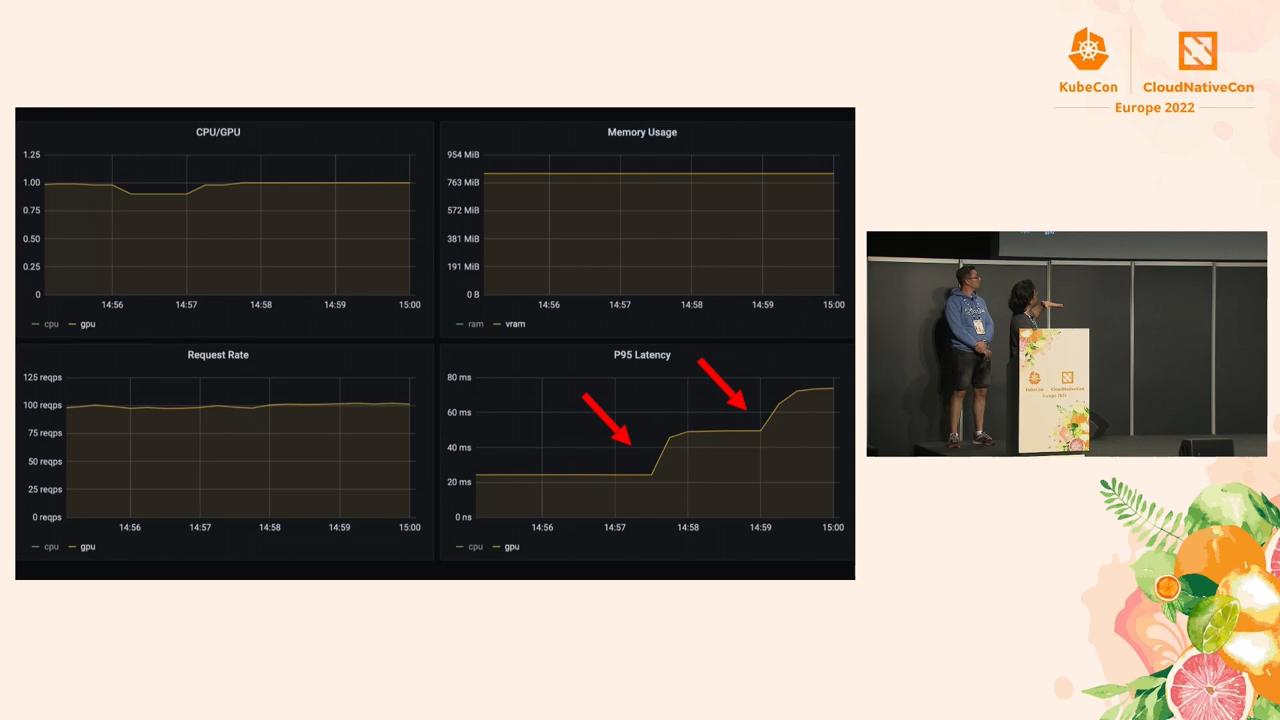 KubeCon
CloudNativeCon
Europe 2022
CPU/GPU
1.25
1.00
0.75
0.50
0.25
0
14:56 14:57 14:58 14:59 15:00
cpu gpu
Memory Usage
954 MiB
763 MiB
572 MiB
381 MiB
191 MiB
0 B
14:56 14:57 14:58 14:59 15:00
ram vram
Request Rate
125 reqps
100 reqps
75 reqps
50 reqps
25 reqps
0 reqps
14:56 14:57 14:58 14:59 15:00
cpu gpu
P95 Latency
80 ms
60 ms
40 ms
20 ms
0 ns
14:56 14:57 14:58 14:59 15:00
cpu gpu
KubeCon CloudNativeCon
Europe 2022